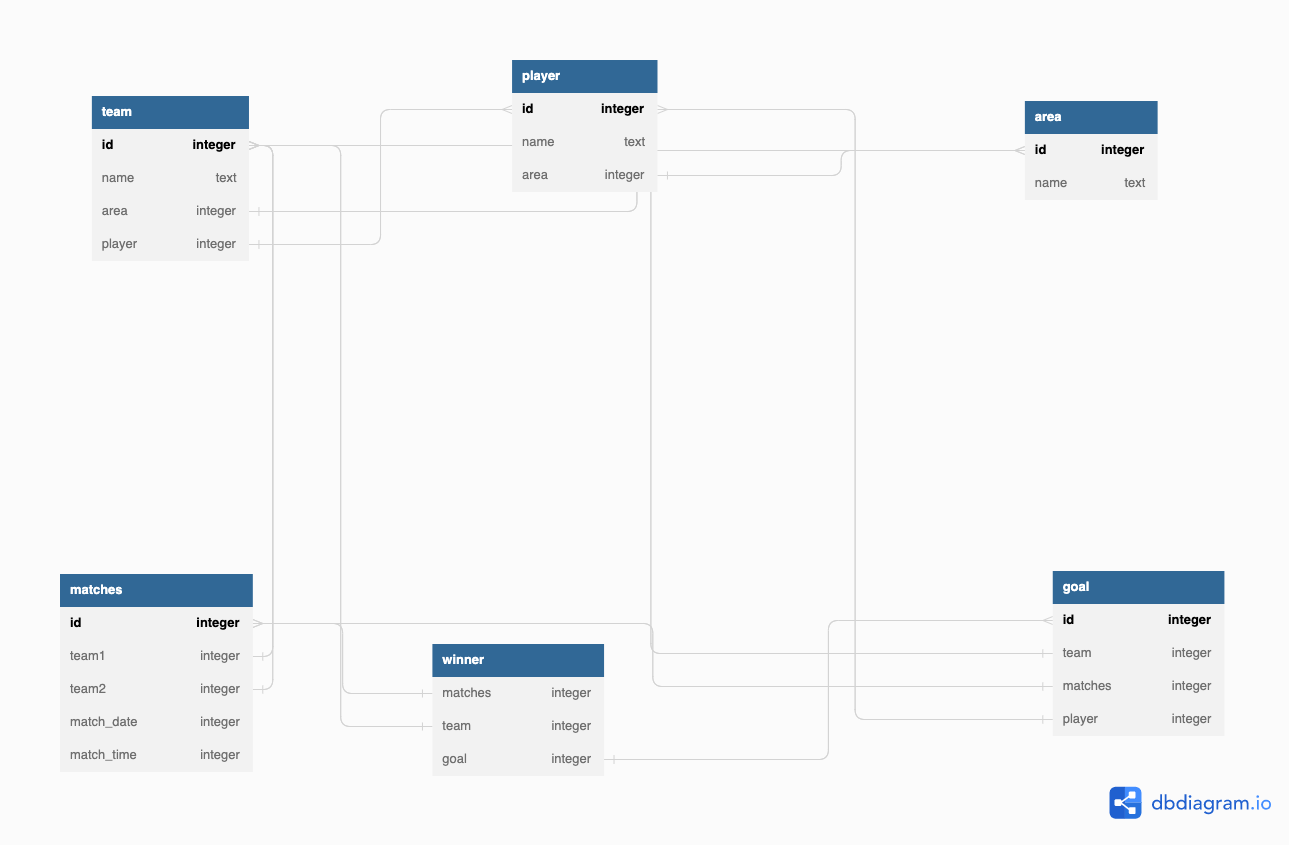 team
id integer
name text
area integer
player integer
player
id integer
name text
area integer
area
id integer
name text
matches
id integer
team1 integer
team2 integer
match_date integer
match_time integer
winner
matches integer
team integer
goal integer
goal
id integer
team integer
matches integer
player integer
dbdiagram.io